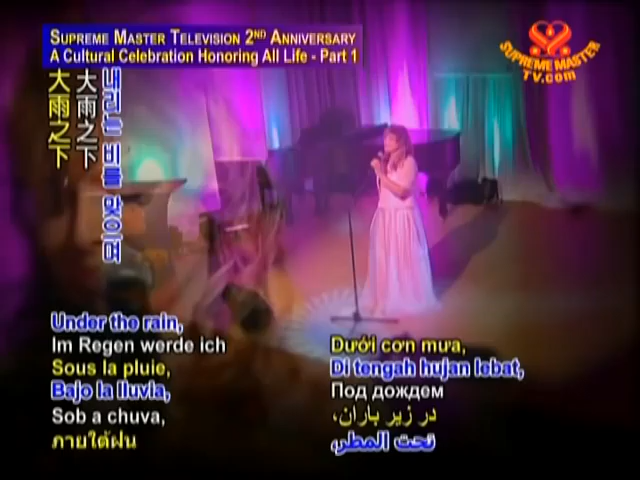 SUPREME MASTER TELEVISION 2ND ANNIVERSARY
A Cultural Celebration Honoring All Life - Part 1
SUPREME MASTER
TV.com
大雨之下
大雨之下
내리는 비를 맞으며
Under the rain,
Im Regen werde ich
Sous la pluie,
Bajo la lluvia,
Sob a chuva,
ภายใต้ฝน
Dưới cơn mưa,
Di tengah hujan lebat,
Под дождем
در زیر باران،
تحت المطر،